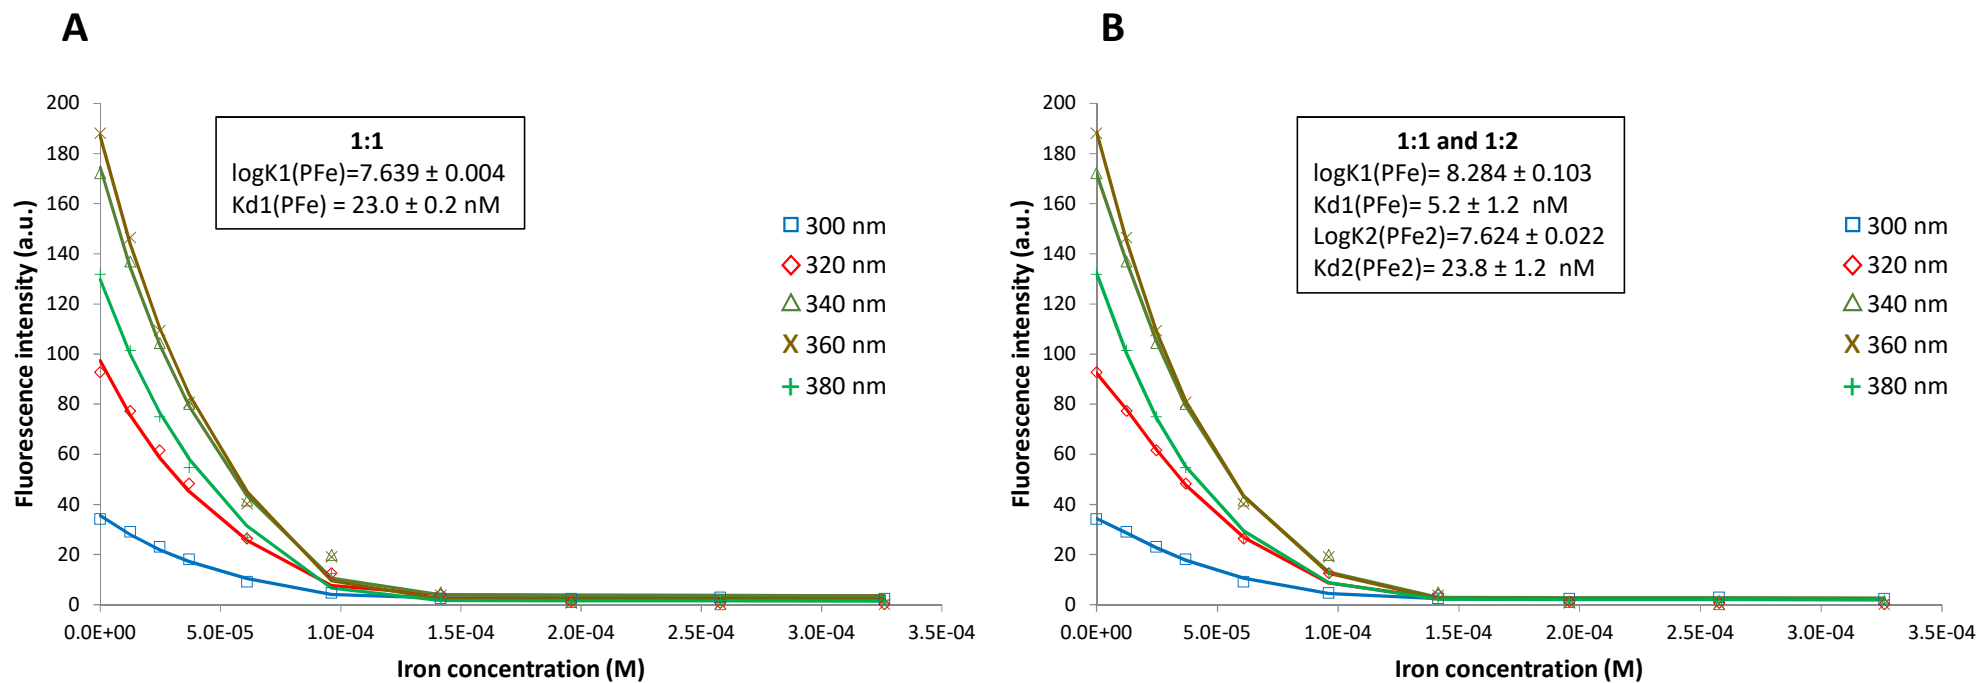 A
200
180
160
140
120
100
80
60
40
20
0
Fluorescence intensity (a.u.)
1:1
logK1(PFe)=7.639 ± 0.004
Kd1(PFe) = 23.0 ± 0.2 nM
300 nm
320 nm
340 nm
360 nm
380 nm
0.0E+00 5.0E-05 1.0E-04 1.5E-04 2.0E-04 2.5E-04 3.0E-04 3.5E-04
Iron concentration (M)
B
200
180
160
140
120
100
80
60
40
20
0
Fluorescence intensity (a.u.)
1:1 and 1:2
logK1(PFe)= 8.284 ± 0.103
Kd1(PFe)= 5.2 ± 1.2 nM
LogK2(PFe2)=7.624 ± 0.022
Kd2(PFe2)= 23.8 ± 1.2 nM
300 nm
320 nm
340 nm
360 nm
380 nm
0.0E+00 5.0E-05 1.0E-04 1.5E-04 2.0E-04 2.5E-04 3.0E-04 3.5E-04
Iron concentration (M)